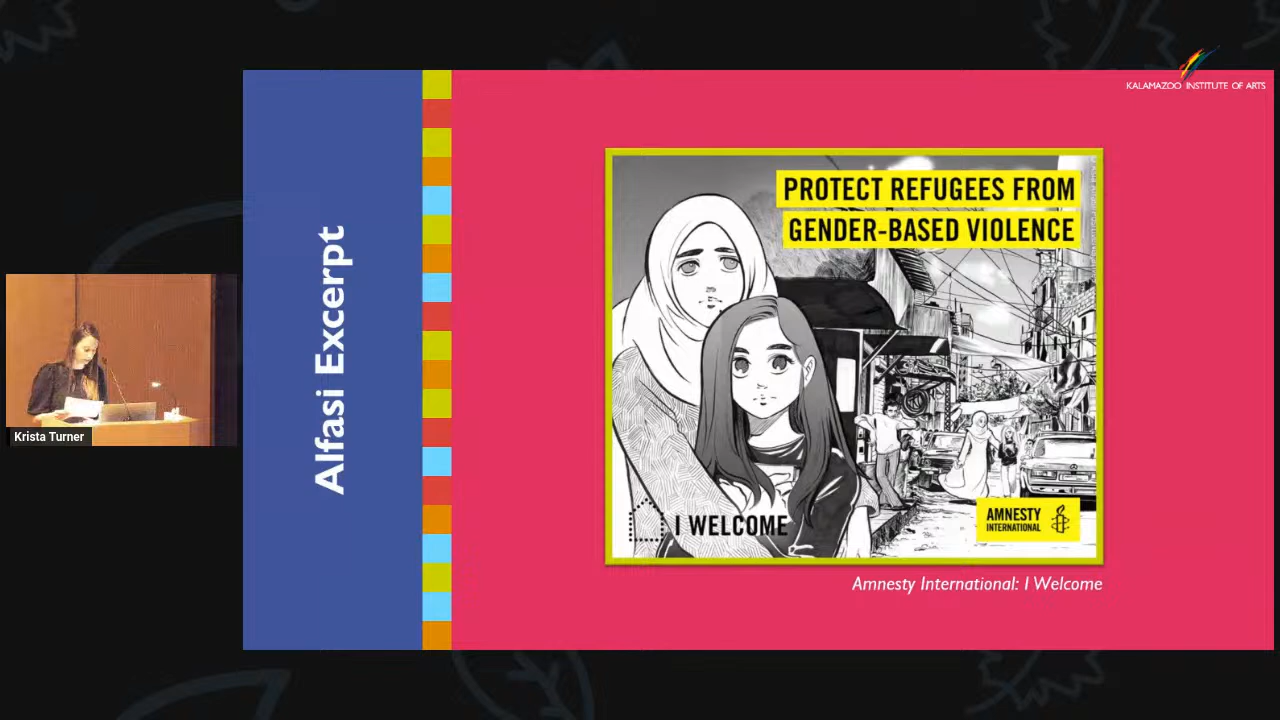 KALAMAZOO INSTITUTE OF ARTS
Alfasi Excerpt
PROTECT REFUGEES FROM
GENDER-BASED VIOLENCE
I WELCOME
AMNESTY
INTERNATIONAL
Amnesty International: I Welcome
Krista Turner